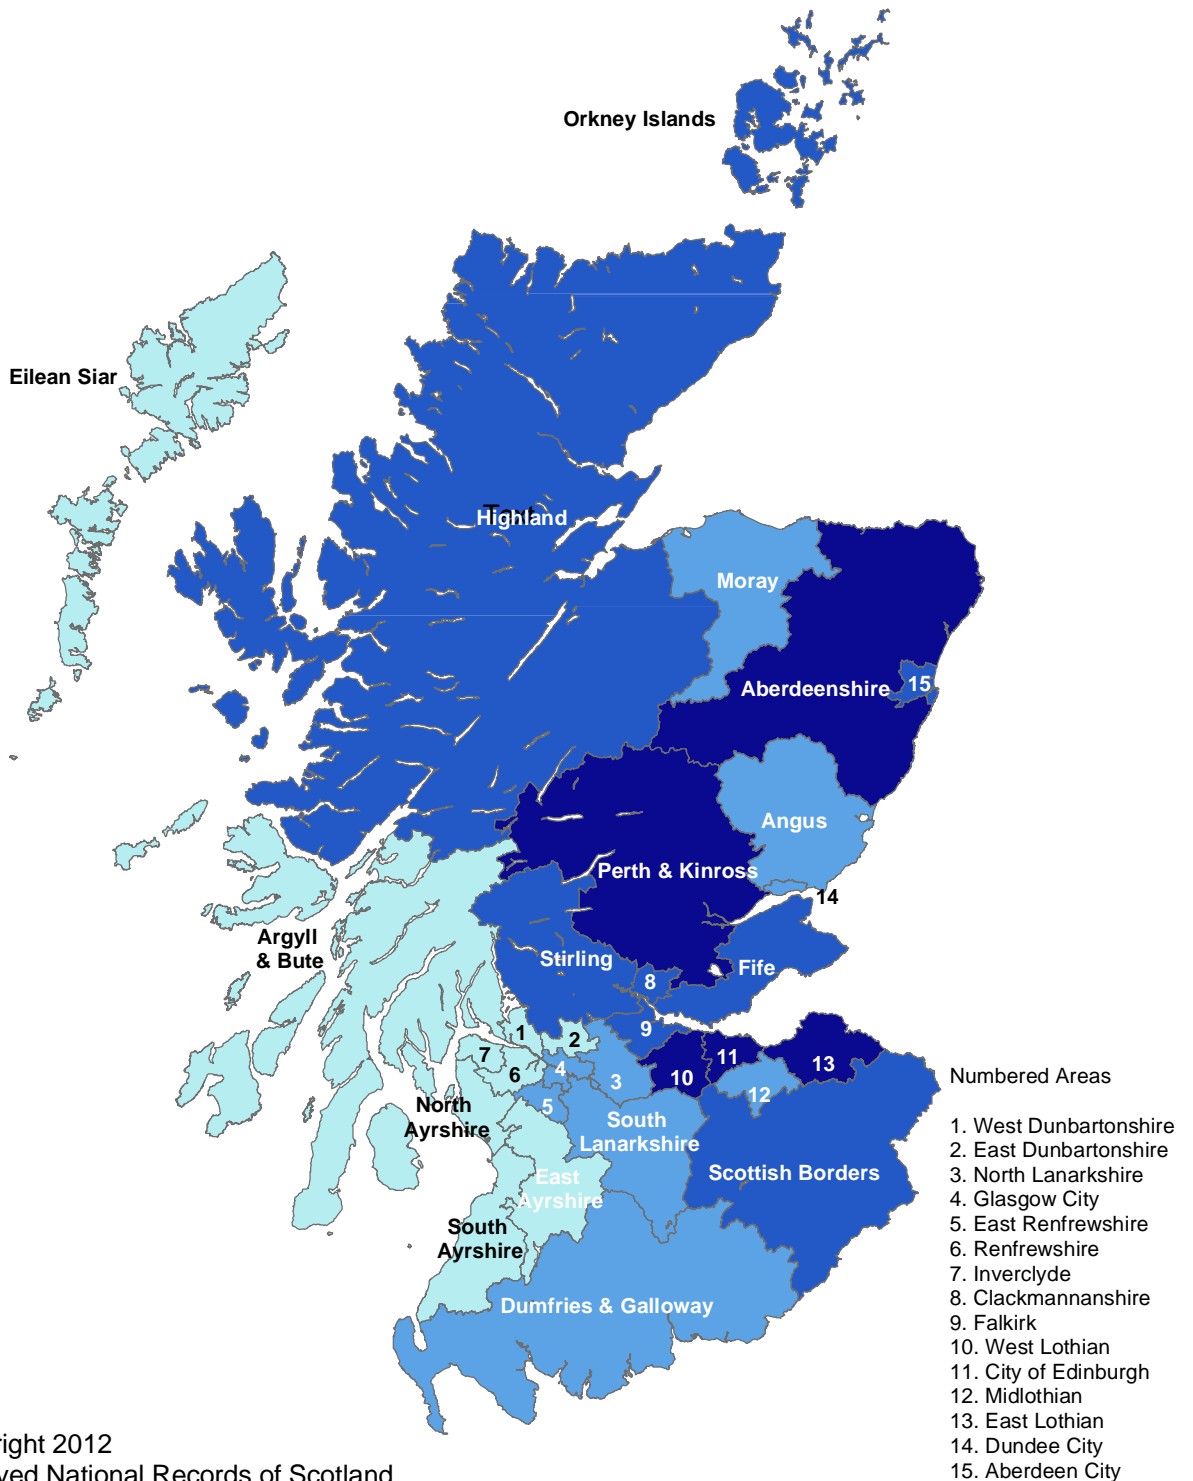 Orkney Islands
Eilean Siar
Text
Highland
Moray
Aberdeenshire
15
Angus
Perth & Kinross
14
Argyll
& Bute
Stirling
Fife
8
1
2
9
7
6
4
3
10
11
12
13
5
North
Ayrshire
South
Lanarkshire
East
Ayrshire
Scottish Borders
South
Ayrshire
Dumfries & Galloway
Numbered Areas
1. West Dunbartonshire
2. East Dunbartonshire
3. North Lanarkshire
4. Glasgow City
5. East Renfrewshire
6. Renfrewshire
7. Inverclyde
8. Clackmannanshire
9. Falkirk
10. West Lothian
11. City of Edinburgh
12. Midlothian
13. East Lothian
14. Dundee City
15. Aberdeen City
right 2012
ved National Records of Scotland